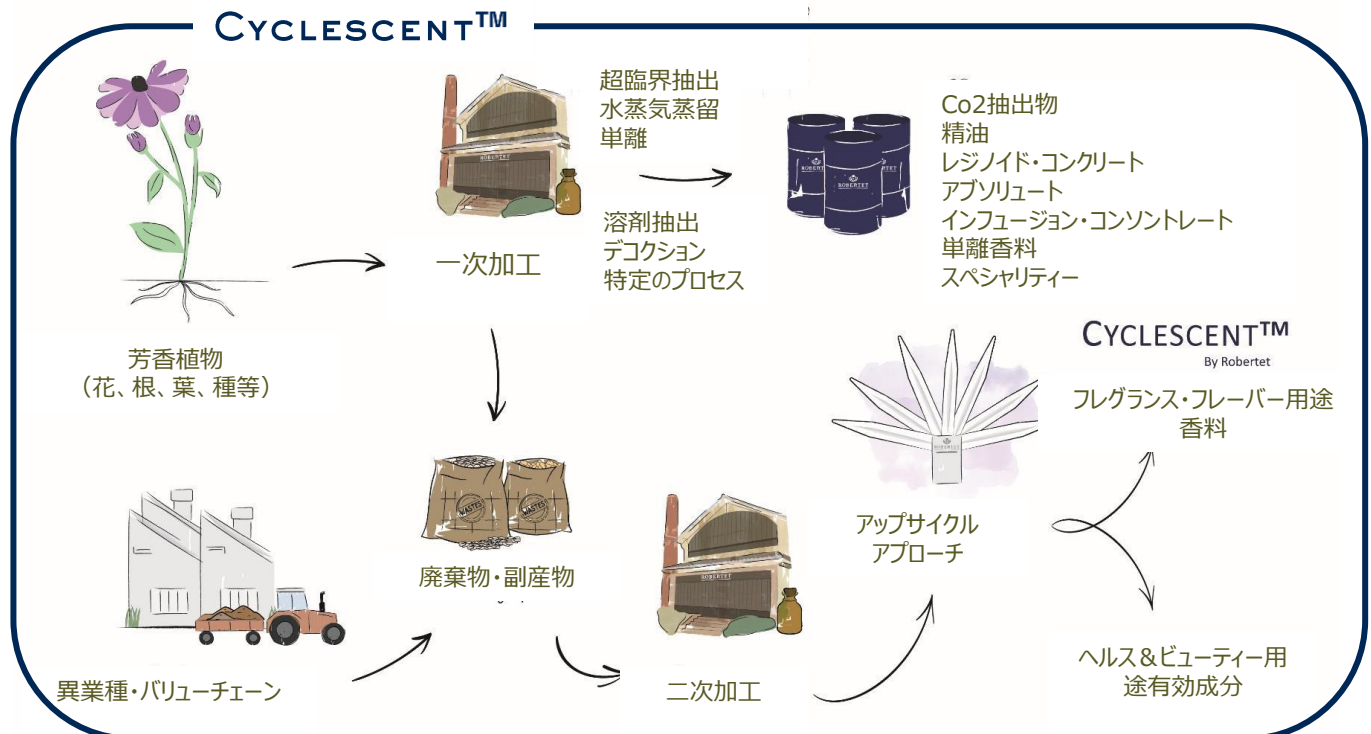 CYCLESCENT™
超臨界抽出
水蒸気蒸留
単離
溶剤抽出
デコクション
特定のプロセス
ROBERTET
一次加工
ROBERTET
ROBERTET
ROBERTET
Co2抽出物
精油
レジノイド・コンクリート
アブソリュート
インフュージョン・コンソントレート
単離香料
スペシャリティー
芳香植物
（花、根、葉、種等）
WASTES
WASTES
廃棄物・副産物
異業種・バリューチェーン
ROBERTET
二次加工
ROBERTET
アップサイクル
アプローチ
CYCLESCENT™
By Robertet
フレグランス・フレーバー用途
香料
ヘルス＆ビューティー用
途有効成分